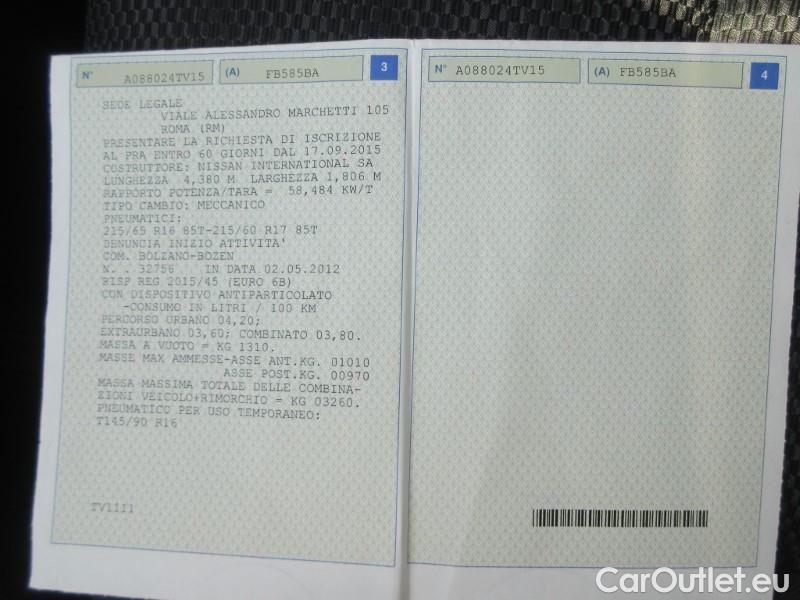 N° A088024TV15 (A) FB585BA 3
SEDE LEGALE
VIALE ALESSANDRO MARCHETTI 105
ROMA (RM)
PRESENTARE LA RICHIESTA DI ISCRIZIONE
AL PRA ENTRO 60 GIORNI DAL 17.09.2015
COSTRUTTORE: NISSAN INTERNATIONAL SA
LUNGHEZZA 4,380 M LARGHEZZA 1,806 M
RAPPORTO POTENZA/TARA = 58,484 KW/T
TIPO CAMBIO: MECCANICO
PNEUMATICI:
215/65 R16 85T-215/60 R17 85T
DENUNCIA INIZIO ATTIVITA'
COM. BOLZANO-BOZEN
N. . 32756 IN DATA 02.05.2012
RISP REG 2015/45 (EURO 6B)
CON DISPOSITIVO ANTIPARTICOLATO
-CONSUMO IN LITRI / 100 KM
PERCORSO URBANO 04,20;
EXTRAURBANO 03,60; COMBINATO 03,80.
MASSA A VUOTO = KG 1310.
MASSE MAX AMMESSE-ASSE ANT.KG. 01010
ASSE POST.KG. 00970
MASSA MASSIMA TOTALE DELLE COMBINA-
ZIONI VEICOLO+RIMORCHIO = KG 03260.
PNEUMATICO PER USO TEMPORANEO:
T145/90 R16
TV1111
N° A088024TV15 (A) FB585BA 4
CarOutlet.eu